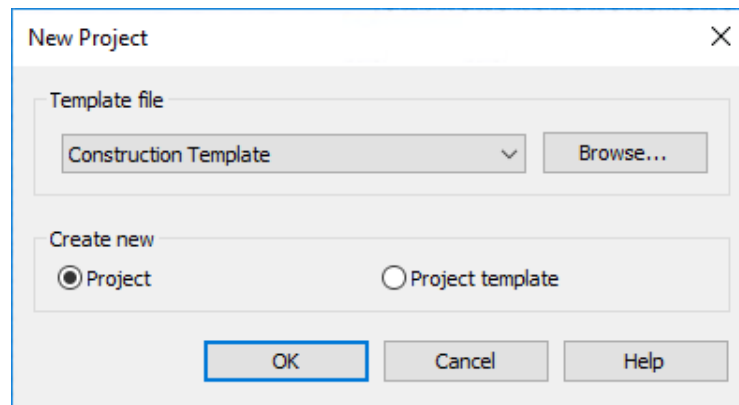 New Project
Template file
Construction Template
Browse...
Create new
Project
Project template
OK
Cancel
Help